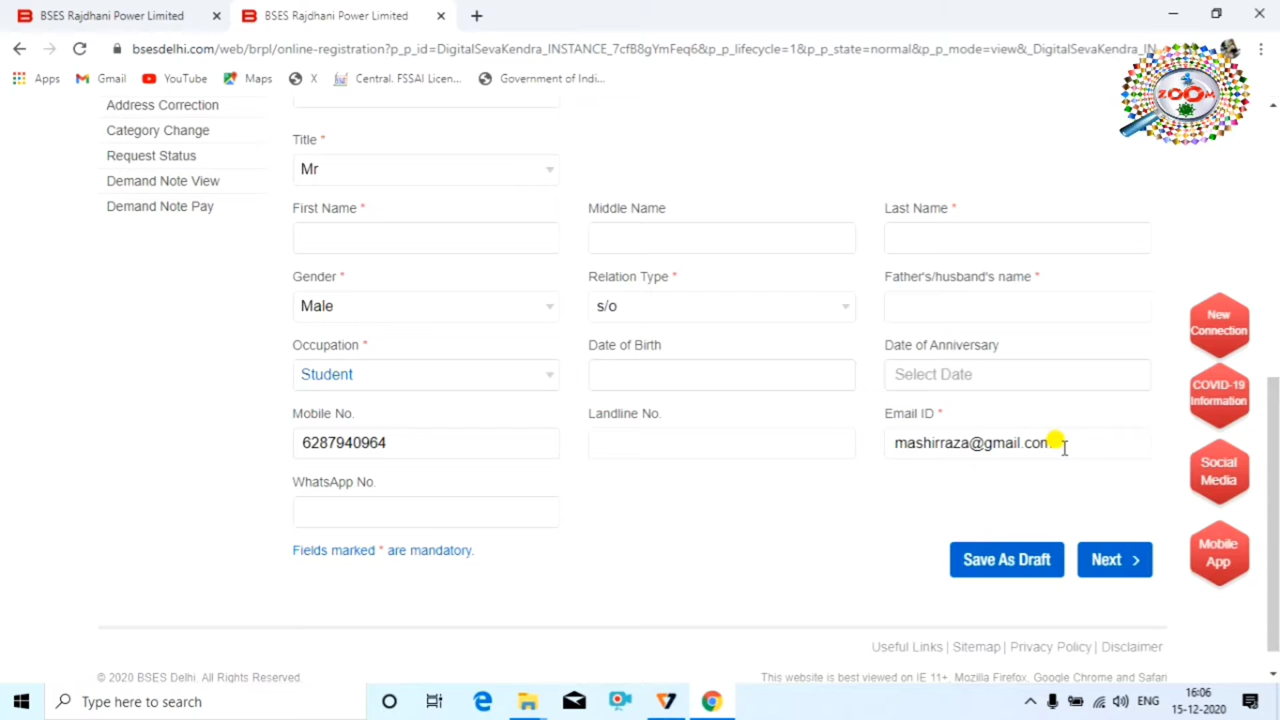 BSES Rajdhani Power Limited
BSES Rajdhani Power Limited
bsesdelhi.com/web/brpl/online-registration?p_p_id=DigitalSevaKendra_INSTANCE_7cfB8gYmFeq6&p_p_lifecycle=1&p_p_state=normal&p_p_mode=view&_DigitalSevaKendra_IN
Apps Gmail YouTube Maps X Central. FSSAI Licen... Government of Indi...
ZOOM
Address Correction
Category Change
Request Status
Demand Note View
Demand Note Pay
Title *
Mr
First Name * Middle Name Last Name *
Gender * Relation Type * Father's/husband's name *
Male s/o
Occupation * Date of Birth Date of Anniversary
Student Select Date
Mobile No. Landline No. Email ID *
6287940964 mashirraza@gmail.com
WhatsApp No.
Fields marked * are mandatory.
Save As Draft Next >
New Connection
COVID-19 Information
Social Media
Mobile App
Useful Links | Sitemap | Privacy Policy | Disclaimer
© 2020 BSES Delhi. All Rights Reserved. This website is best viewed on IE 11+, Mozilla Firefox, Google Chrome and Safari
Type here to search
ENG
16:06
15-12-2020